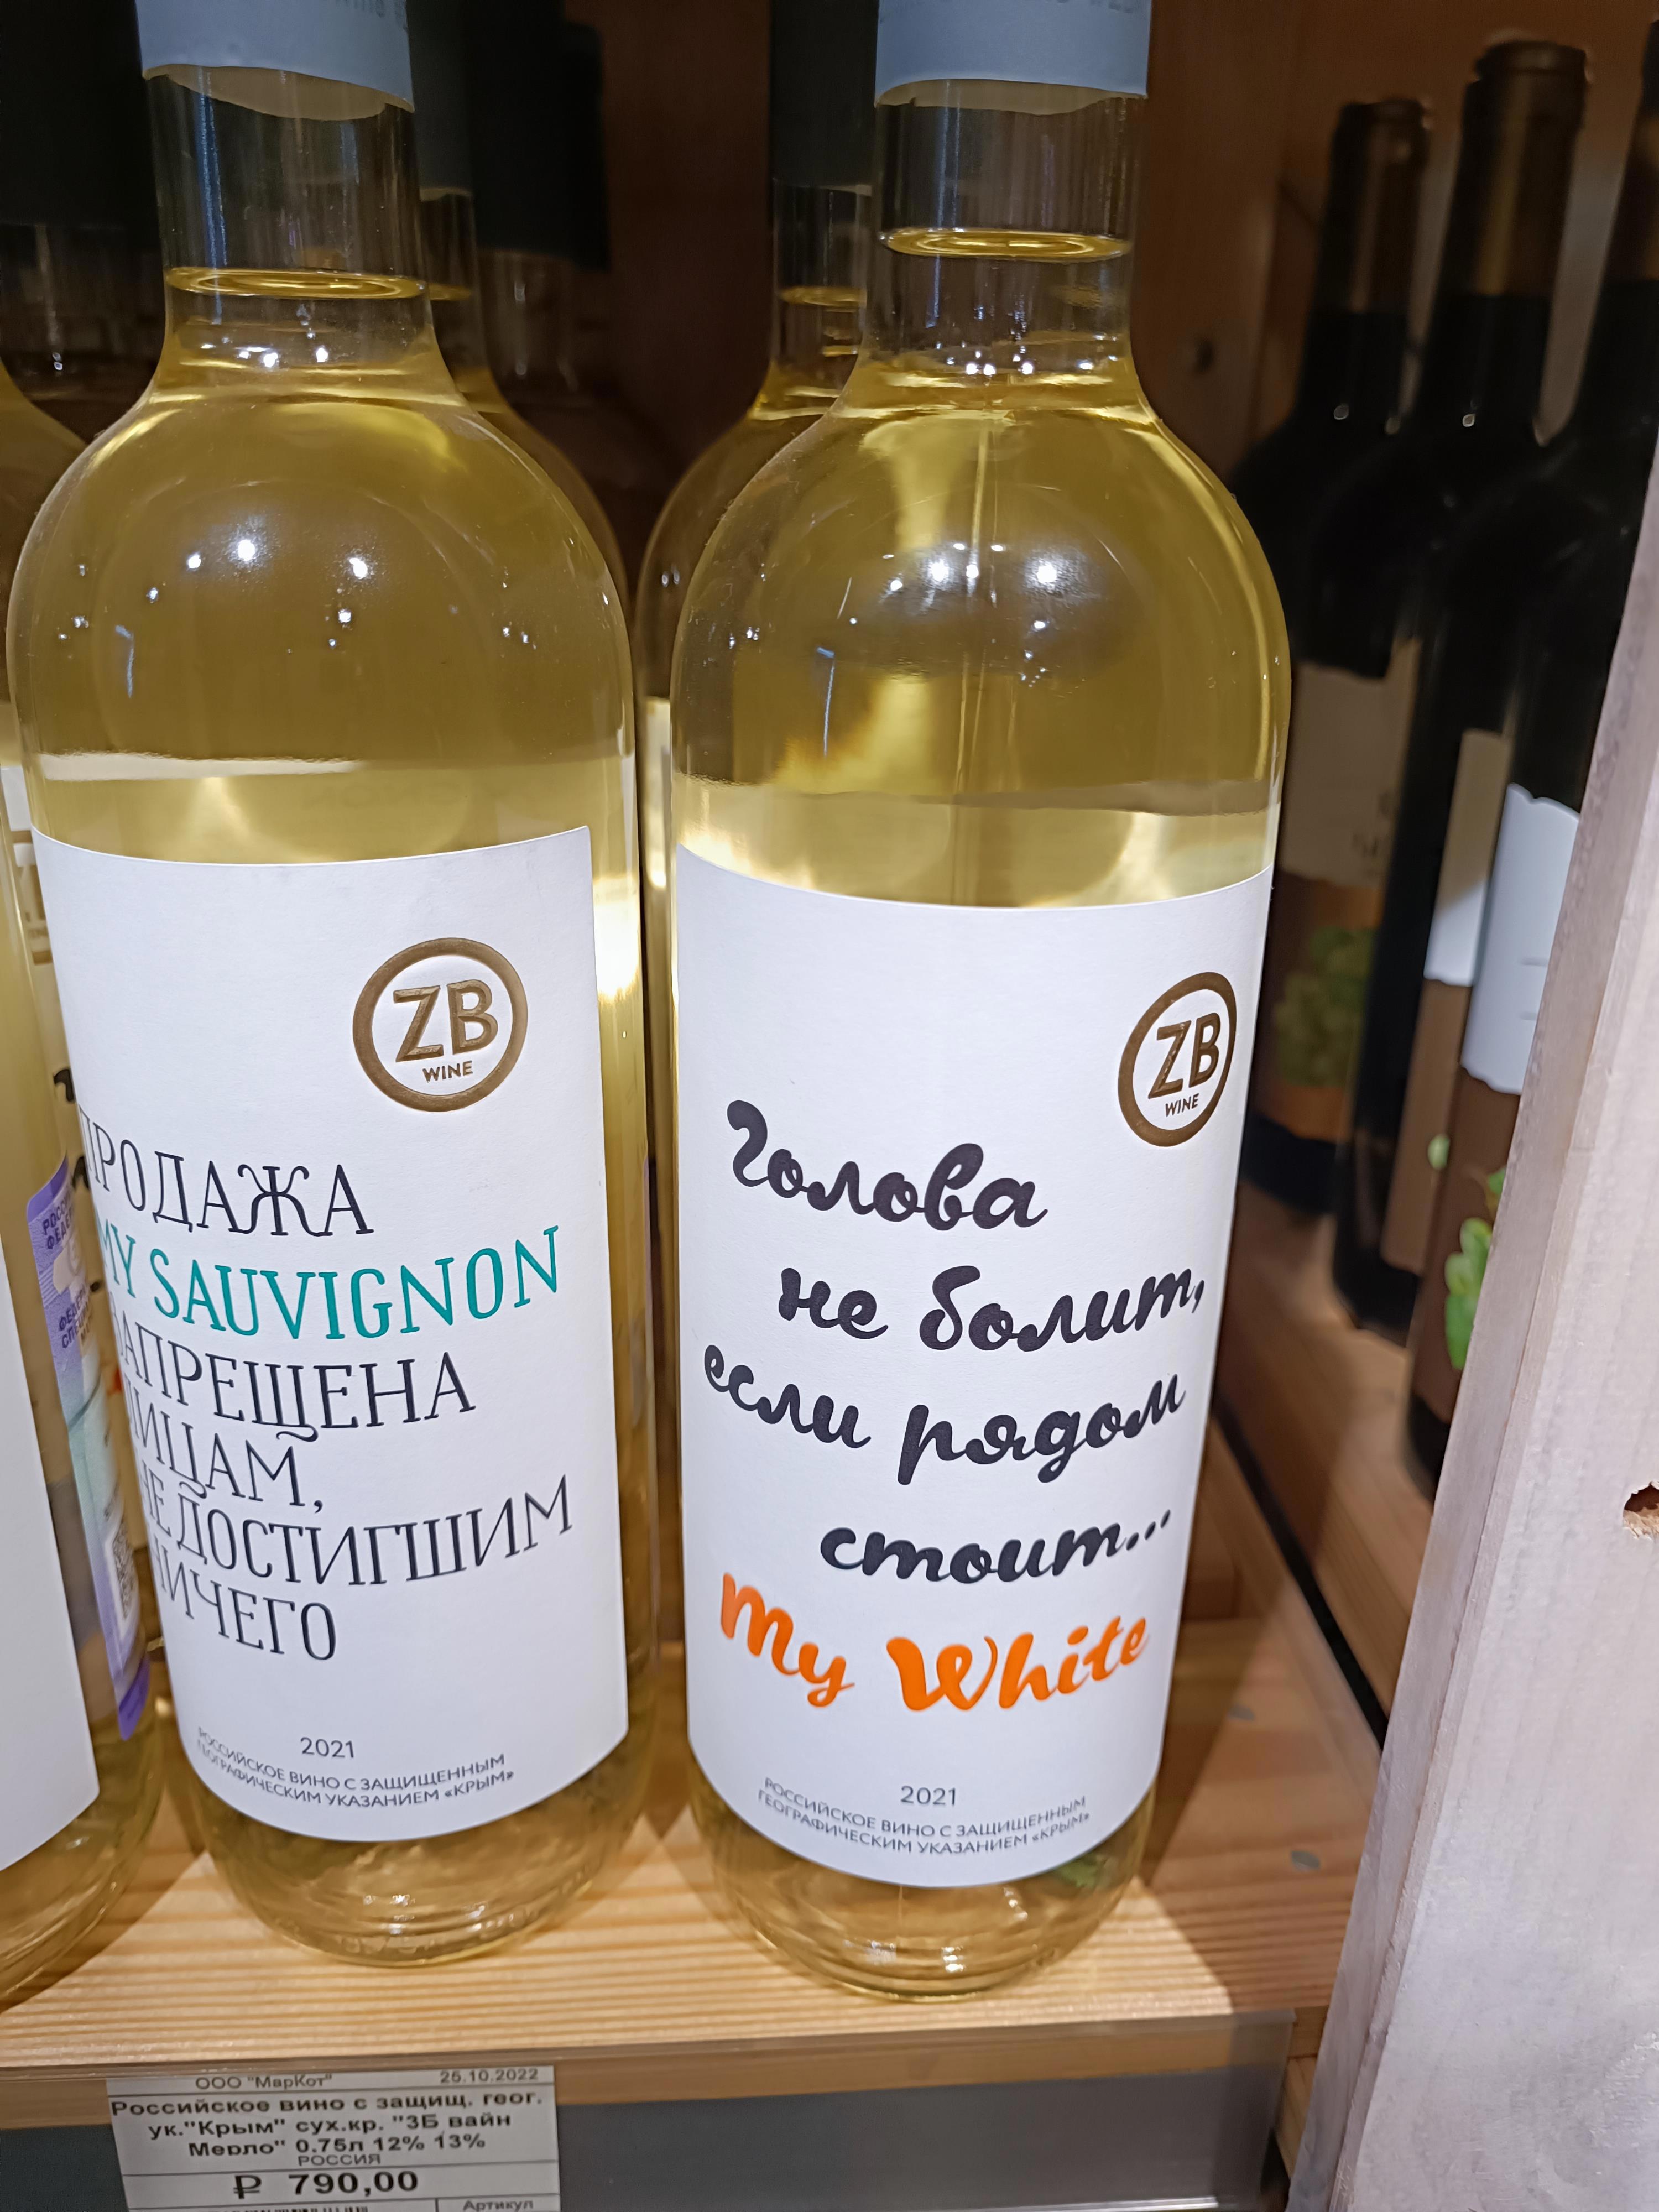 ZB
WINE
ПРОДАЖА
MY SAUVIGNON
ЗАПРЕЩЕНА
ЛИЦАМ,
НЕ ДОСТИГШИМ
НИЧЕГО
2021
РОССИЙСКОЕ ВИНО С ЗАЩИЩЕННЫМ
ГЕОГРАФИЧЕСКИМ УКАЗАНИЕМ «КРЫМ»
ZB
WINE
Голова
не болит,
если рядом
стоит...
My White
2021
РОССИЙСКОЕ ВИНО С ЗАЩИЩЕННЫМ
ГЕОГРАФИЧЕСКИМ УКАЗАНИЕМ «КРЫМ»
ООО "МарКот" 25.10.2022
Российское вино с защищ. геог.
ук."Крым" сух.кр. "ЗБ вайн
Мерло" 0.75л 12% 13%
РОССИЯ
₽ 790,00
Артикул